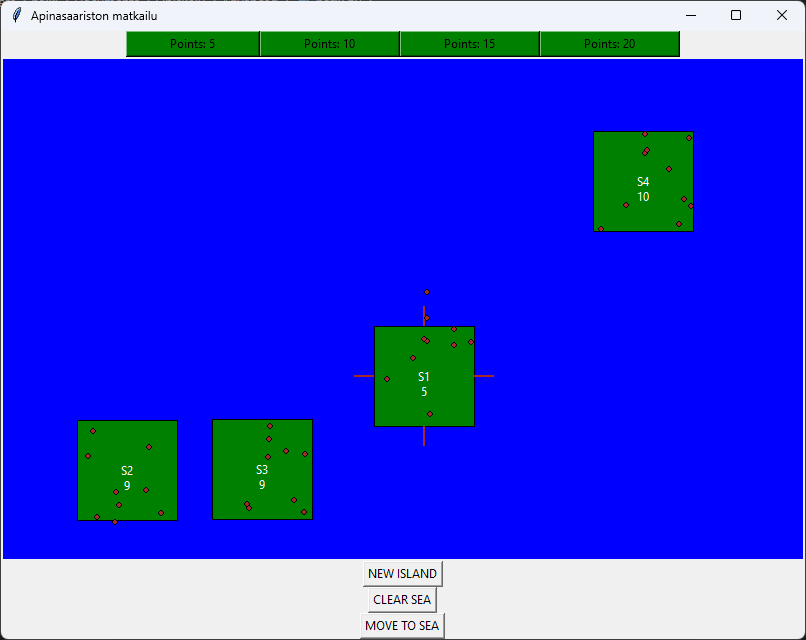 Apinasaariston matkailu
Points: 5
Points: 10
Points: 15
Points: 20
S4
10
S1
5
S2
9
S3
9
NEW ISLAND
CLEAR SEA
MOVE TO SEA